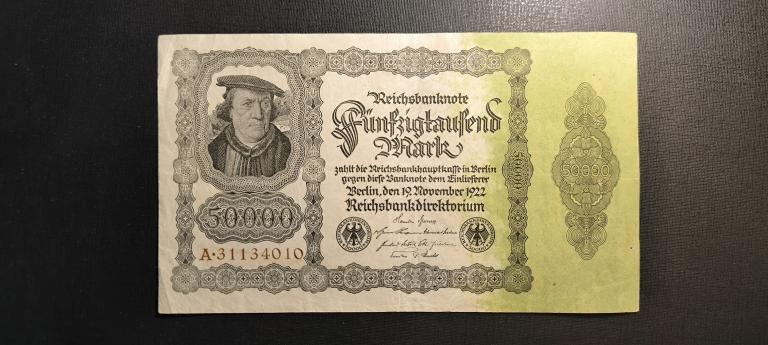 Reichsbanknote
Fünfzigtausend
Mark
zahlt die Reichsbankhauptkasse in Berlin
gegen diese Banknote dem Einlieferer
Berlin, den 19. November 1922
Reichsbankdirektorium
50000
A·31134010
50000
50000